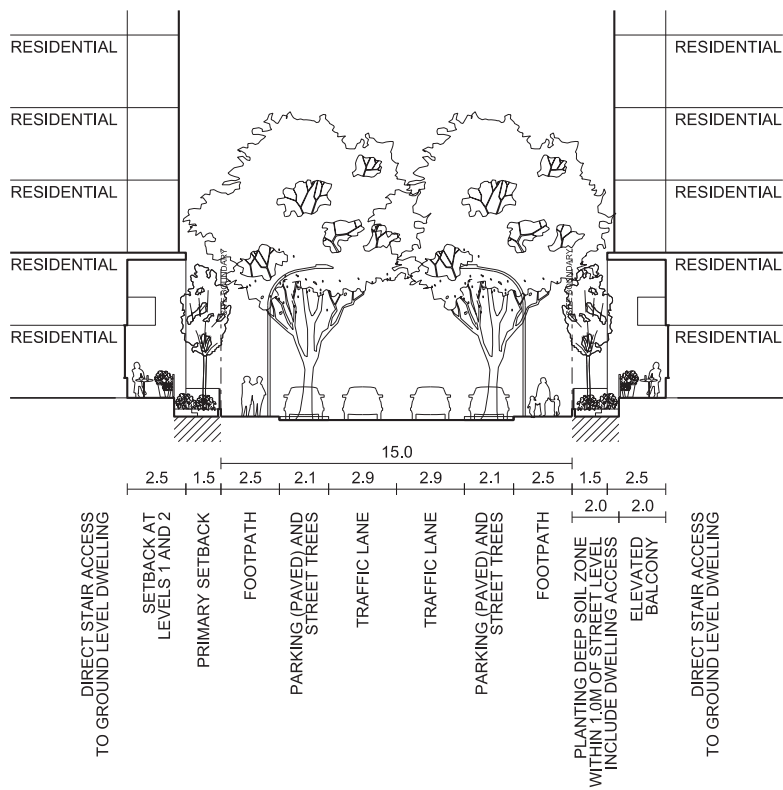 RESIDENTIAL
RESIDENTIAL
RESIDENTIAL
RESIDENTIAL
RESIDENTIAL
RESIDENTIAL
RESIDENTIAL
RESIDENTIAL
RESIDENTIAL
RESIDENTIAL
BOUNDARY
BOUNDARY
15.0
2.5
1.5
2.5
2.1
2.9
2.9
2.1
2.5
1.5
2.5
2.0
2.0
DIRECT STAIR ACCESS
TO GROUND LEVEL DWELLING
SETBACK AT
LEVELS 1 AND 2
PRIMARY SETBACK
FOOTPATH
PARKING (PAVED) AND
STREET TREES
TRAFFIC LANE
TRAFFIC LANE
PARKING (PAVED) AND
STREET TREES
FOOTPATH
PLANTING DEEP SOIL ZONE
WITHIN 1.0M OF STREET LEVEL
INCLUDE DWELLING ACCESS
ELEVATED
BALCONY
DIRECT STAIR ACCESS
TO GROUND LEVEL DWELLING